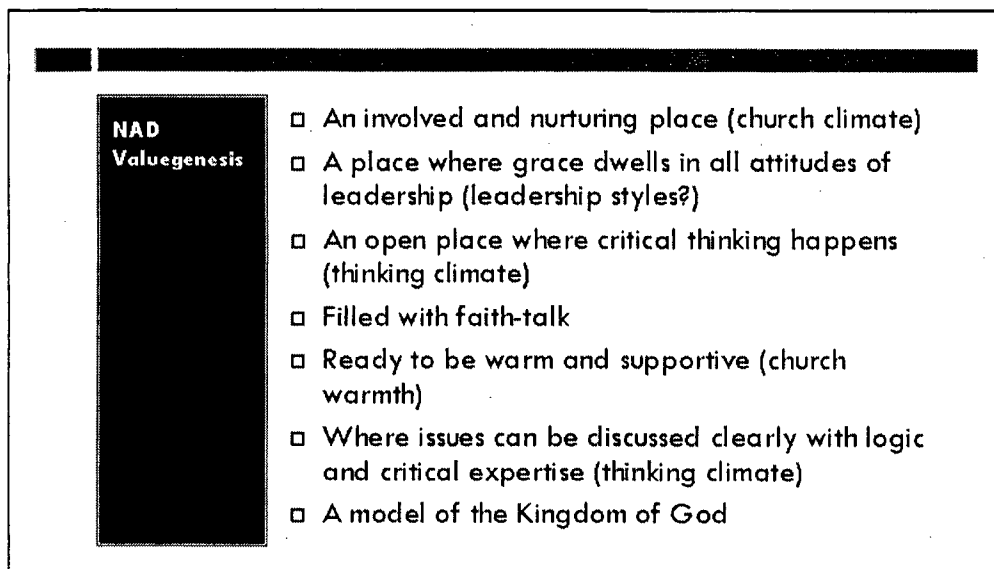 NAD
Valuegenesis
An involved and nurturing place (church climate)
A place where grace dwells in all attitudes of
leadership (leadership styles?)
An open place where critical thinking happens
(thinking climate)
Filled with faith-talk
Ready to be warm and supportive (church
warmth)
Where issues can be discussed clearly with logic
and critical expertise (thinking climate)
A model of the Kingdom of God